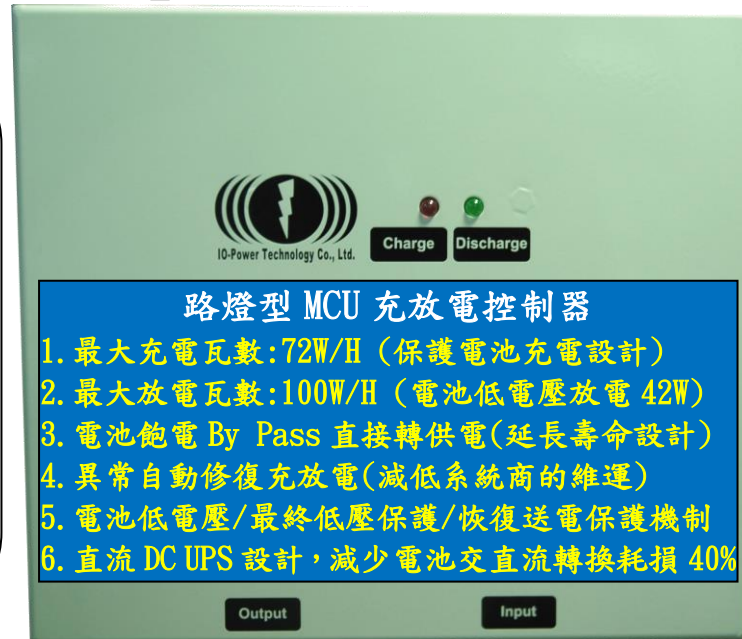 IO-Power Technology Co., Ltd.
Charge
Discharge
路燈型 MCU 充放電控制器
1.最大充電瓦數:72W/H (保護電池充電設計)
2.最大放電瓦數:100W/H (電池低電壓放電 42W)
3.電池飽電 By Pass 直接轉供電(延長壽命設計)
4.異常自動修復充放電(減低系統商的維運)
5.電池低電壓/最終低壓保護/恢復送電保護機制
6.直流 DC UPS 設計，減少電池交直流轉換耗損 40%
Output
Input